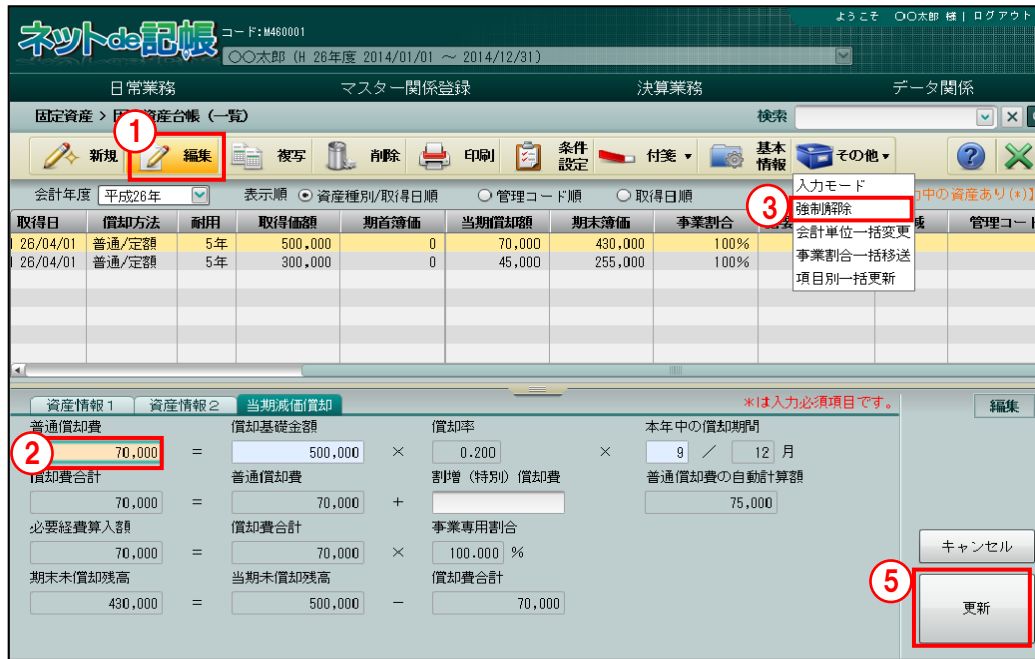 ようこそ 〇〇太郎 様 | ログアウト
ネットde記帳 コード:M460001
〇〇太郎 (H 26年度 2014/01/01 ～ 2014/12/31)
日常業務 マスター関係登録 決算業務 データ関係
固定資産台帳 (一覧) 検索
1
新規 編集 複写 削除 印刷 条件設定 付箋 基本情報 その他
会計年度 平成26年 表示順 資産種別/取得日順 管理コード順 取得日順 中の資産あり(*)】
入力モード
3
強制解除
会計単位一括変更
事業割合一括移送
項目別一括更新
取得日 償却方法 耐用 取得価額 期首簿価 当期償却額 期末簿価 事業割合 管理コード
26/04/01 普通/定額 5年 500,000 0 70,000 430,000 100%
26/04/01 普通/定額 5年 300,000 0 45,000 255,000 100%
資産情報1 資産情報2 当期減価償却 *は入力必須項目です。 編集
普通償却費 償却基礎金額 償却率 本年中の償却期間
2
70,000 = 500,000 × 0.200 × 9 / 12 月
償却費合計 普通償却費 割増（特別）償却費 普通償却費の自動計算額
70,000 = 70,000 + 75,000
必要経費算入額 償却費合計 事業専用割合
70,000 = 70,000 × 100.000 %
キャンセル
期末未償却残高 当期未償却残高 償却費合計
5
430,000 = 500,000 － 70,000
更新